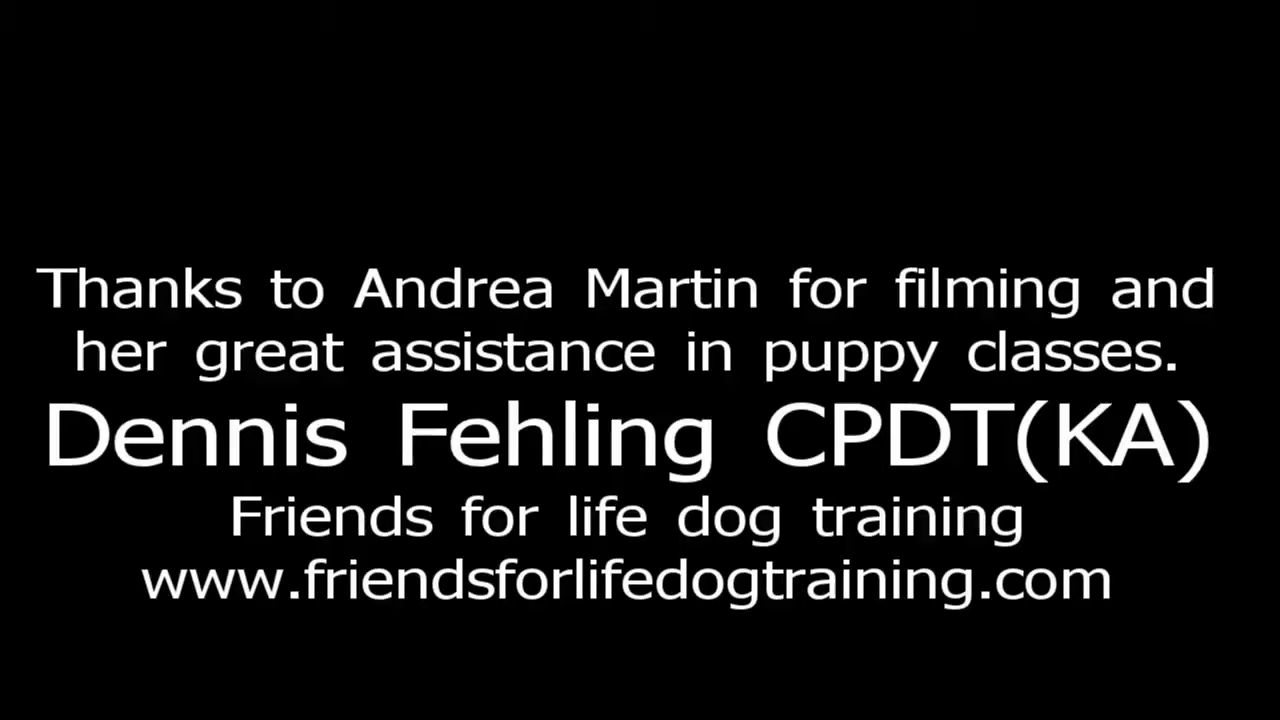 Thanks to Andrea Martin for filming and
her great assistance in puppy classes.
Dennis Fehling CPDT(KA)
Friends for life dog training
www.friendsforlifedogtraining.com